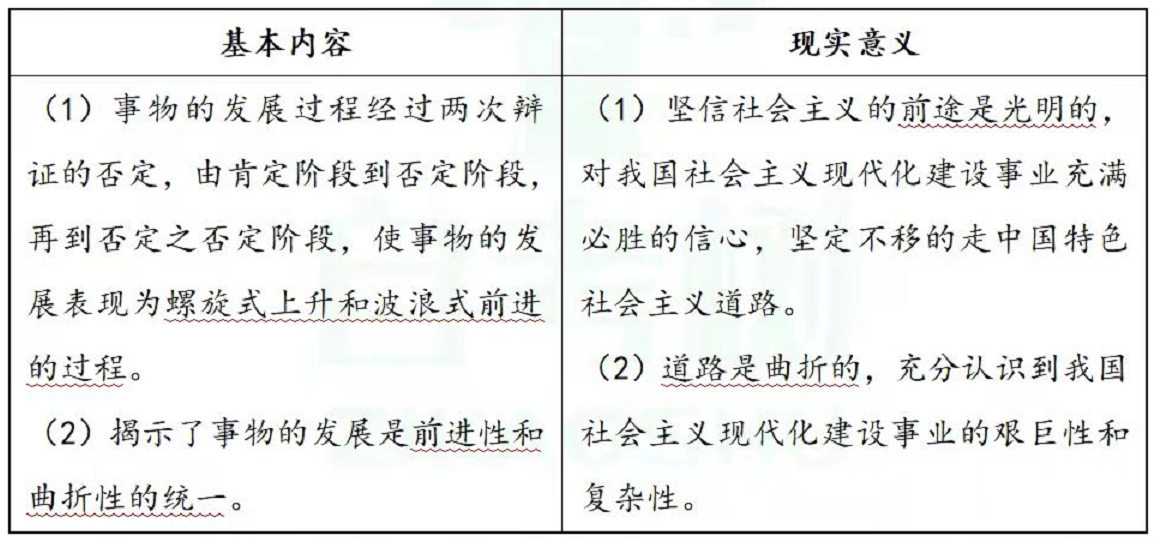 基本内容
现实意义
（1）事物的发展过程经过两次辩
证的否定，由肯定阶段到否定阶段，
再到否定之否定阶段，使事物的发
展表现为螺旋式上升和波浪式前进
的过程。
（2）揭示了事物的发展是前进性和
曲折性的统一。
（1）坚信社会主义的前途是光明的，
对我国社会主义现代化建设事业充满
必胜的信心，坚定不移的走中国特色
社会主义道路。
（2）道路是曲折的，充分认识到我国
社会主义现代化建设事业的艰巨性和
复杂性。